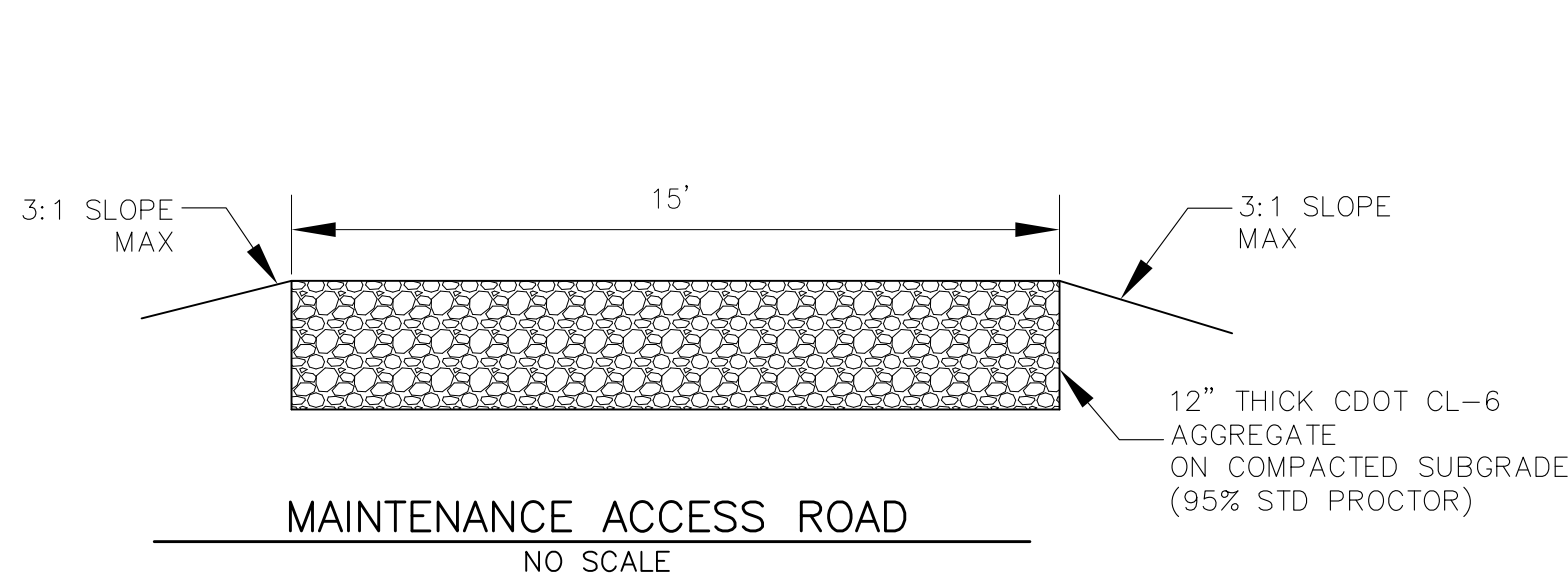 15'
3:1 SLOPE
MAX
3:1 SLOPE
MAX
12" THICK CDOT CL-6
AGGREGATE
ON COMPACTED SUBGRADE
(95% STD PROCTOR)
MAINTENANCE ACCESS ROAD
NO SCALE